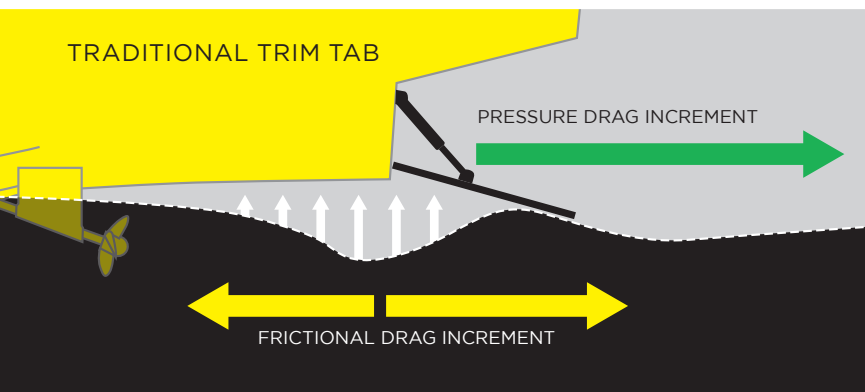 TRADITIONAL TRIM TAB
PRESSURE DRAG INCREMENT
FRICTIONAL DRAG INCREMENT